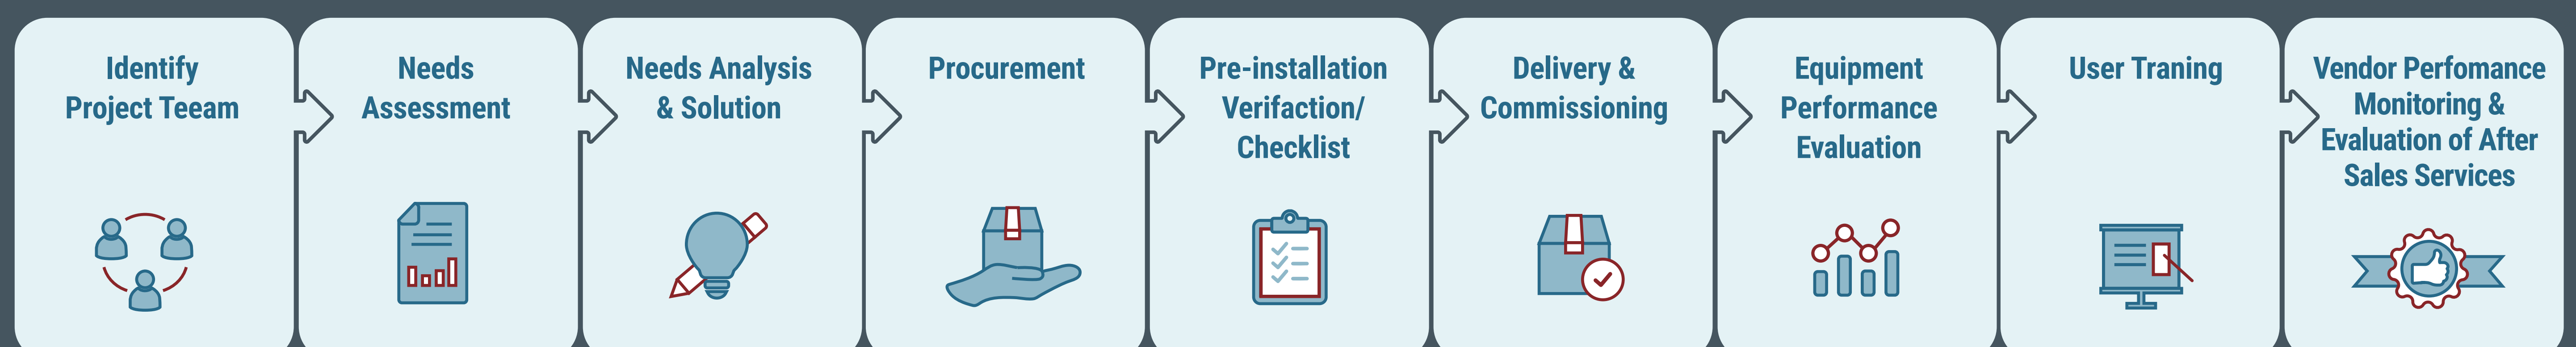 Identify
Project Teeam
Needs
Assessment
Needs Analysis
& Solution
Procurement
Pre-installation
Verifaction/
Checklist
Delivery &
Commissioning
Equipment
Performance
Evaluation
User Traning
Vendor Perfomance
Monitoring &
Evaluation of After
Sales Services